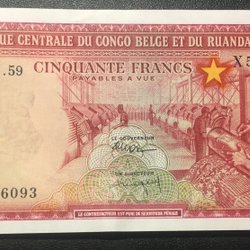 UE CENTRALE DU CONGO BELGE ET DU RUANDA
.59
CINQUANTE FRANCS
PAYABLES A VUE
LE GOUVERNEUR
UN DIRECTEUR
6093
LE CONTREFACTEUR EST PUNI DE SERVITUDE PÉNALE